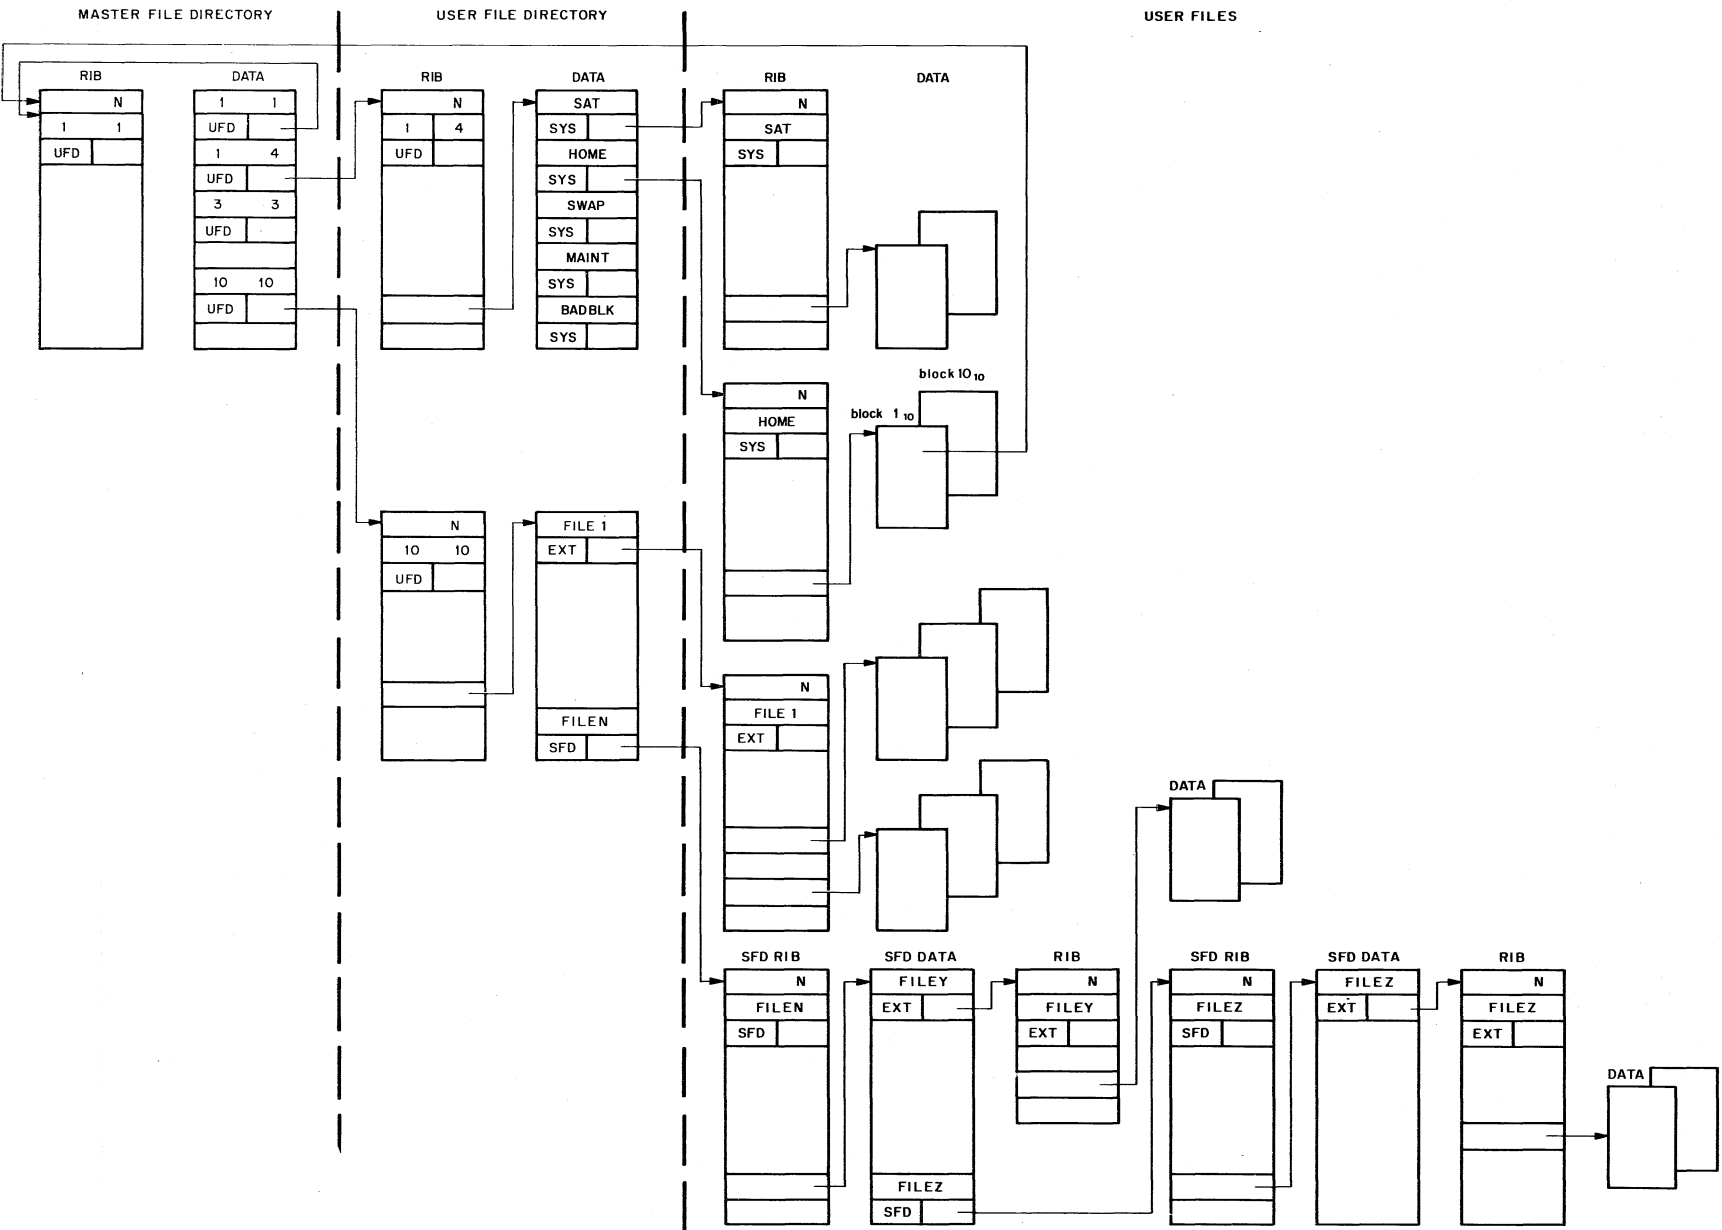 MASTER FILE DIRECTORY
USER FILE DIRECTORY
USER FILES
RIB
DATA
RIB
DATA
RIB
DATA
N
1 1
UFD
1 1
UFD
1 4
UFD
3 3
UFD
10 10
UFD
N
1 4
UFD
SAT
SYS
HOME
SYS
SWAP
SYS
MAINT
SYS
BADBLK
SYS
N
SAT
SYS
N
HOME
SYS
block 10 10
block 1 10
N
10 10
UFD
FILE 1
EXT
FILEN
SFD
N
FILE 1
EXT
SFD RIB
N
FILEN
SFD
SFD DATA
FILEY
EXT
FILEZ
SFD
RIB
N
FILEY
EXT
DATA
SFD RIB
N
FILEZ
SFD
SFD DATA
FILEZ
EXT
RIB
N
FILEZ
EXT
DATA